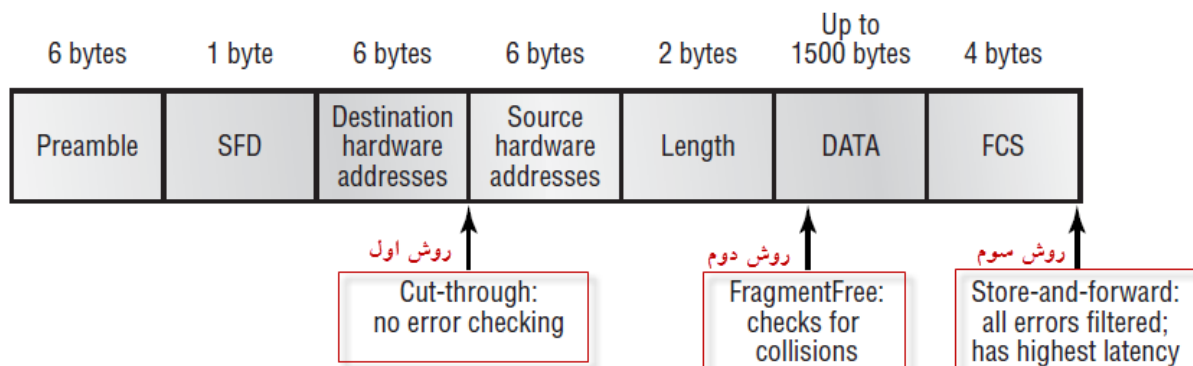 Up to
6 bytes 1 byte 6 bytes 6 bytes 2 bytes 1500 bytes 4 bytes
Preamble
SFD
Destination
hardware
addresses
Source
hardware
addresses
Length
DATA
FCS
روش اول
Cut-through:
no error checking
روش دوم
FragmentFree:
checks for
collisions
روش سوم
Store-and-forward:
all errors filtered;
has highest latency